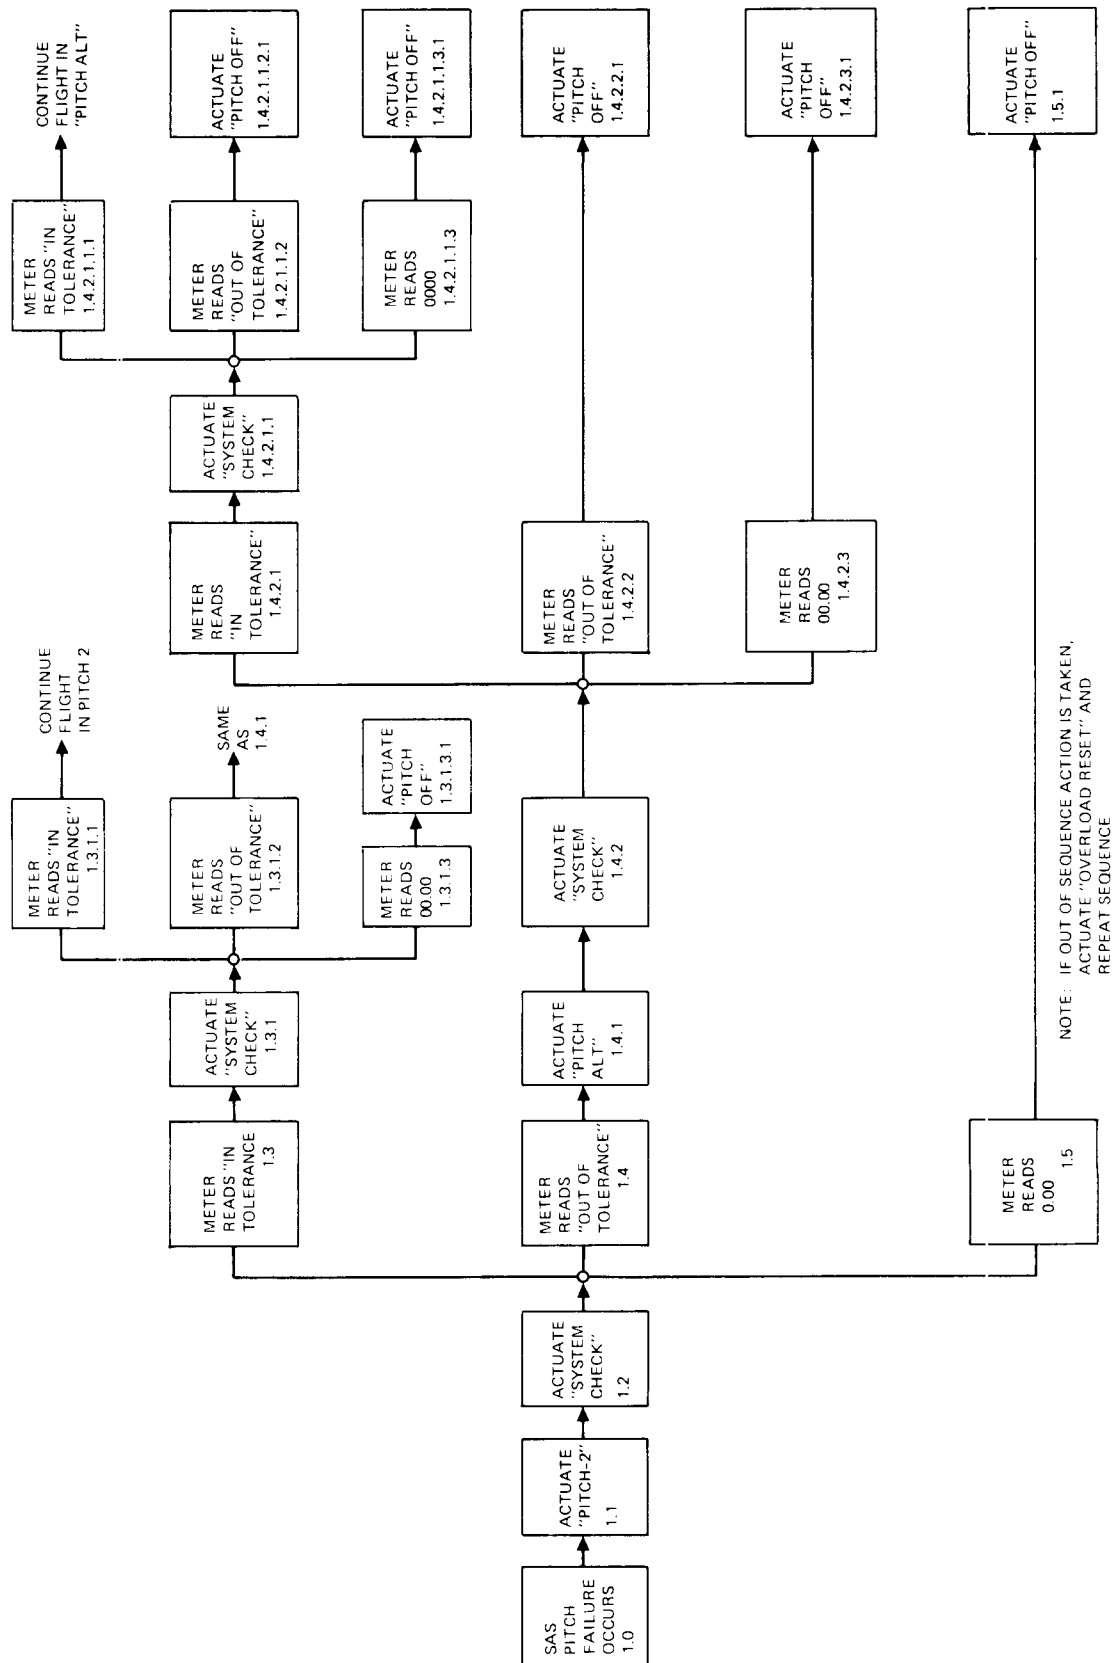 SAS
PITCH
FAILURE
OCCURS
1.0
ACTUATE
"PITCH-2"
1.1
ACTUATE
"SYSTEM
CHECK"
1.2
METER
READS "IN
TOLERANCE
1.3
ACTUATE
"SYSTEM
CHECK"
1.3.1
METER
READS "IN
TOLERANCE"
1.3.1.1
CONTINUE
FLIGHT
IN PITCH 2
METER
READS
"OUT OF
TOLERANCE"
1.3.1.2
SAME
AS
1.4.1
METER
READS
00.00
1.3.1.3
ACTUATE
"PITCH
OFF"
1.3.1.3.1
METER
READS
"OUT OF
TOLERANCE"
1.4
ACTUATE
"PITCH
ALT"
1.4.1
ACTUATE
"SYSTEM
CHECK"
1.4.2
METER
READS
"IN
TOLERANCE"
1.4.2.1
ACTUATE
"SYSTEM
CHECK"
1.4.2.1.1
METER
READS "IN
TOLERANCE"
1.4.2.1.1.1
CONTINUE
FLIGHT IN
"PITCH ALT"
METER
READS
"OUT OF
TOLERANCE"
1.4.2.1.1.2
ACTUATE
"PITCH OFF"
1.4.2.1.1.2.1
METER
READS
0000
1.4.2.1.1.3
ACTUATE
"PITCH OFF"
1.4.2.1.1.3.1
METER
READS
"OUT OF
TOLERANCE"
1.4.2.2
ACTUATE
"PITCH
OFF"
1.4.2.2.1
METER
READS
00.00
1.4.2.3
ACTUATE
"PITCH
OFF"
1.4.2.3.1
METER
READS
0.00
1.5
ACTUATE
"PITCH OFF"
1.5.1
NOTE: IF OUT OF SEQUENCE ACTION IS TAKEN,
ACTUATE "OVERLOAD RESET" AND
REPEAT SEQUENCE